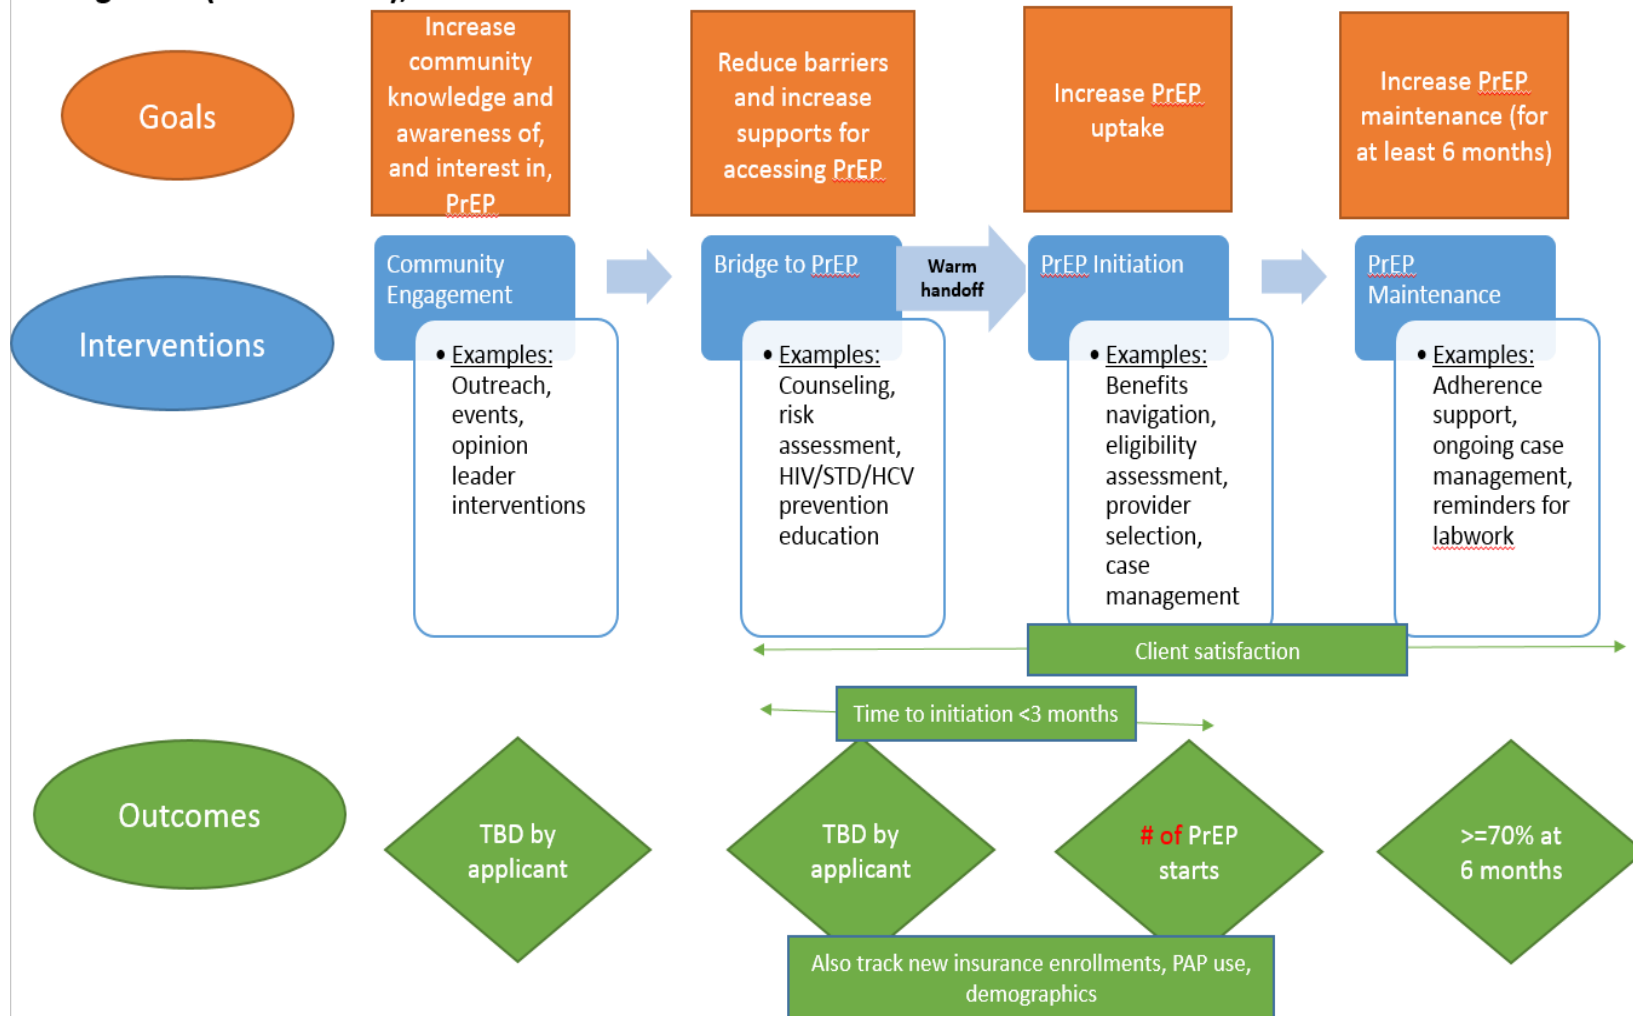 Goals
Increase
community
knowledge and
awareness of,
and interest in,
PrEP
Reduce barriers
and increase
supports for
accessing PrEP
Increase PrEP
uptake
Increase PrEP
maintenance (for
at least 6 months)
Interventions
Community
Engagement
• Examples:
Outreach,
events,
opinion
leader
interventions
Bridge to PrEP
• Examples:
Counseling,
risk
assessment,
HIV/STD/HCV
prevention
education
Warm
handoff
PrEP Initiation
• Examples:
Benefits
navigation,
eligibility
assessment,
provider
selection,
case
management
PrEP
Maintenance
• Examples:
Adherence
support,
ongoing case
management,
reminders for
labwork
Client satisfaction
Time to initiation <3 months
Outcomes
TBD by
applicant
TBD by
applicant
# of PrEP
starts
>=70% at
6 months
Also track new insurance enrollments, PAP use,
demographics